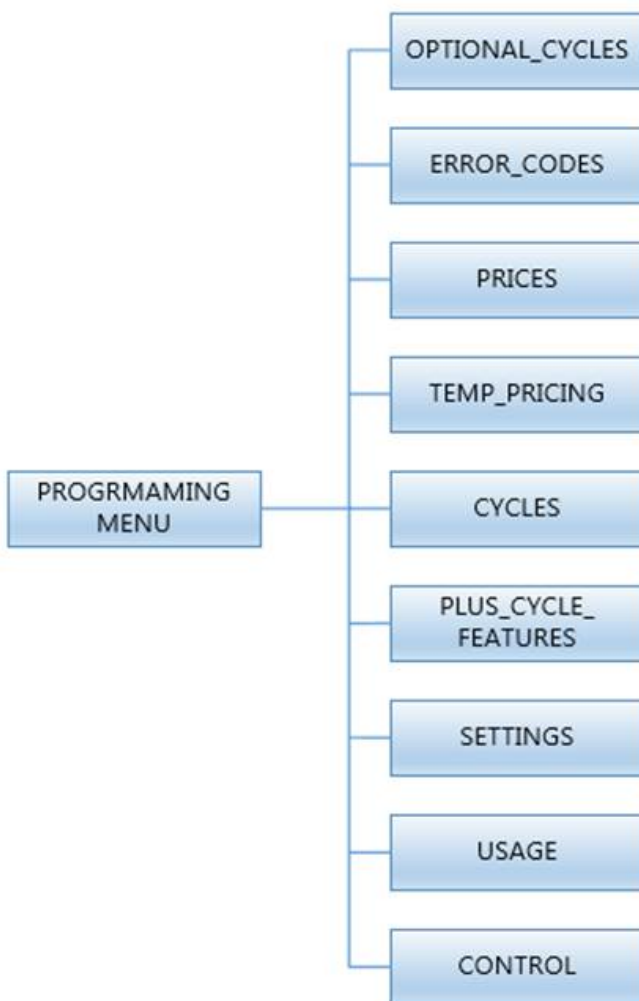 OPTIONAL_CYCLES
ERROR_CODES
PRICES
TEMP_PRICING
PROGRMAMING
MENU
CYCLES
PLUS_CYCLE_
FEATURES
SETTINGS
USAGE
CONTROL